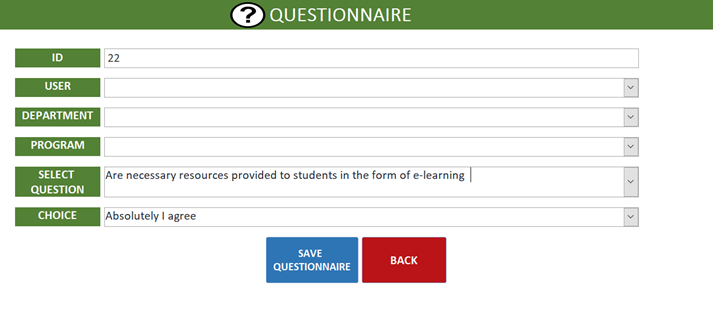 ? QUESTIONNAIRE
ID 22
USER
DEPARTMENT
PROGRAM
SELECT
QUESTION
Are necessary resources provided to students in the form of e-learning
CHOICE Absolutely I agree
SAVE
QUESTIONNAIRE
BACK